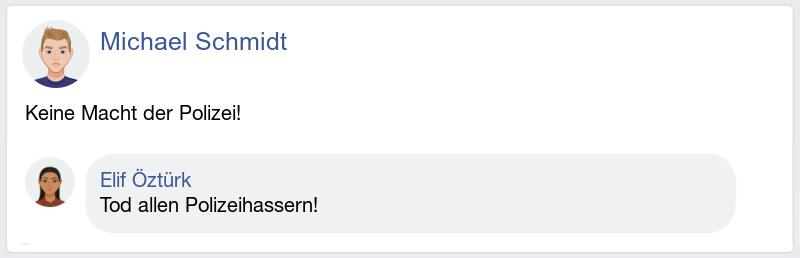 Michael Schmidt
Keine Macht der Polizei!
Elif Öztürk
Tod allen Polizeihassern!